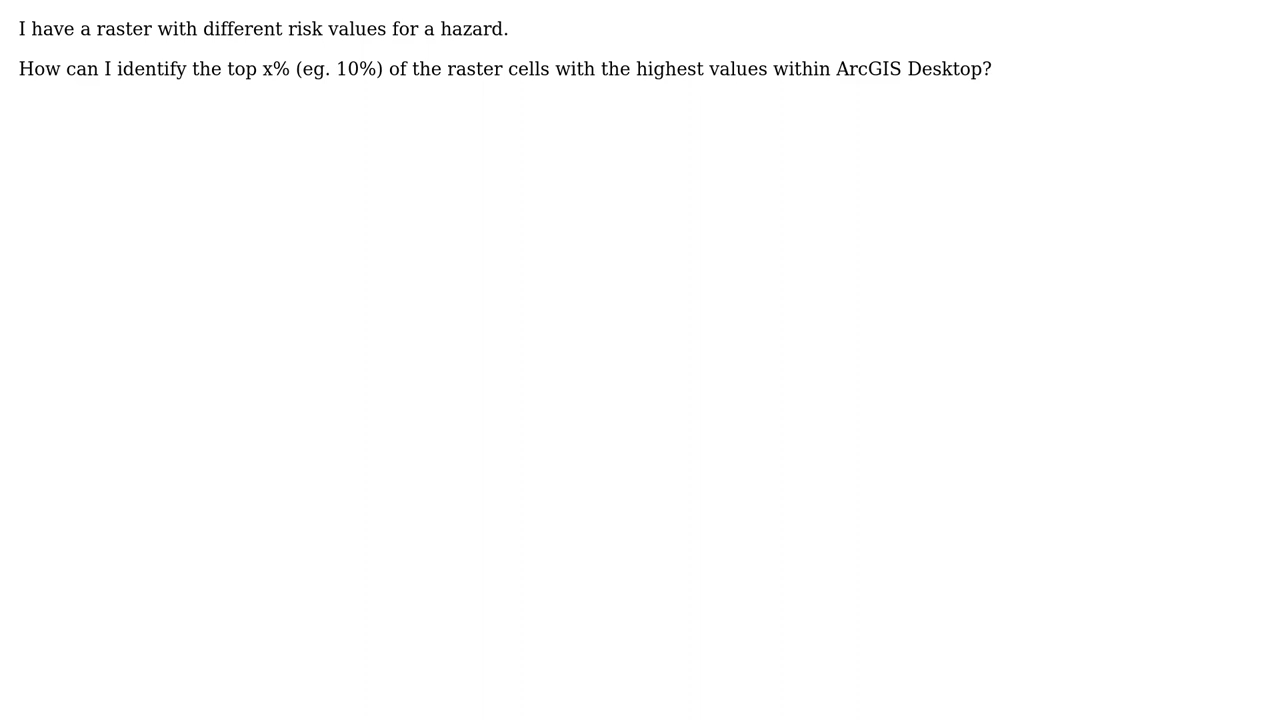 I have a raster with different risk values for a hazard.
How can I identify the top x% (eg. 10%) of the raster cells with the highest values within ArcGIS Desktop?